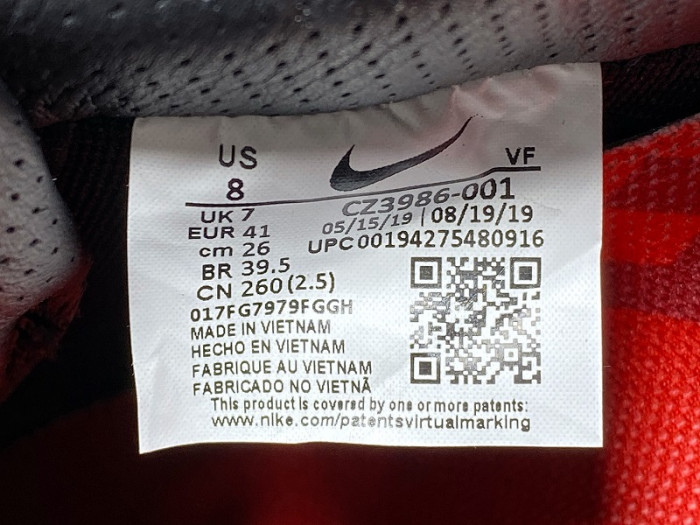 US
8
VF
CZ3986-001
UK 7
05/15/19 | 08/19/19
EUR 41
UPC00194275480916
cm 26
BR 39.5
CN 260(2.5)
017FG7979FGGH
MADE IN VIETNAM
HECHO EN VIETNAM
FABRIQUE AU VIETNAM
FABRICADO NO VIETNÃ
This product is covered by one or more patents:
www.nike.com/patentsvirtualmarking